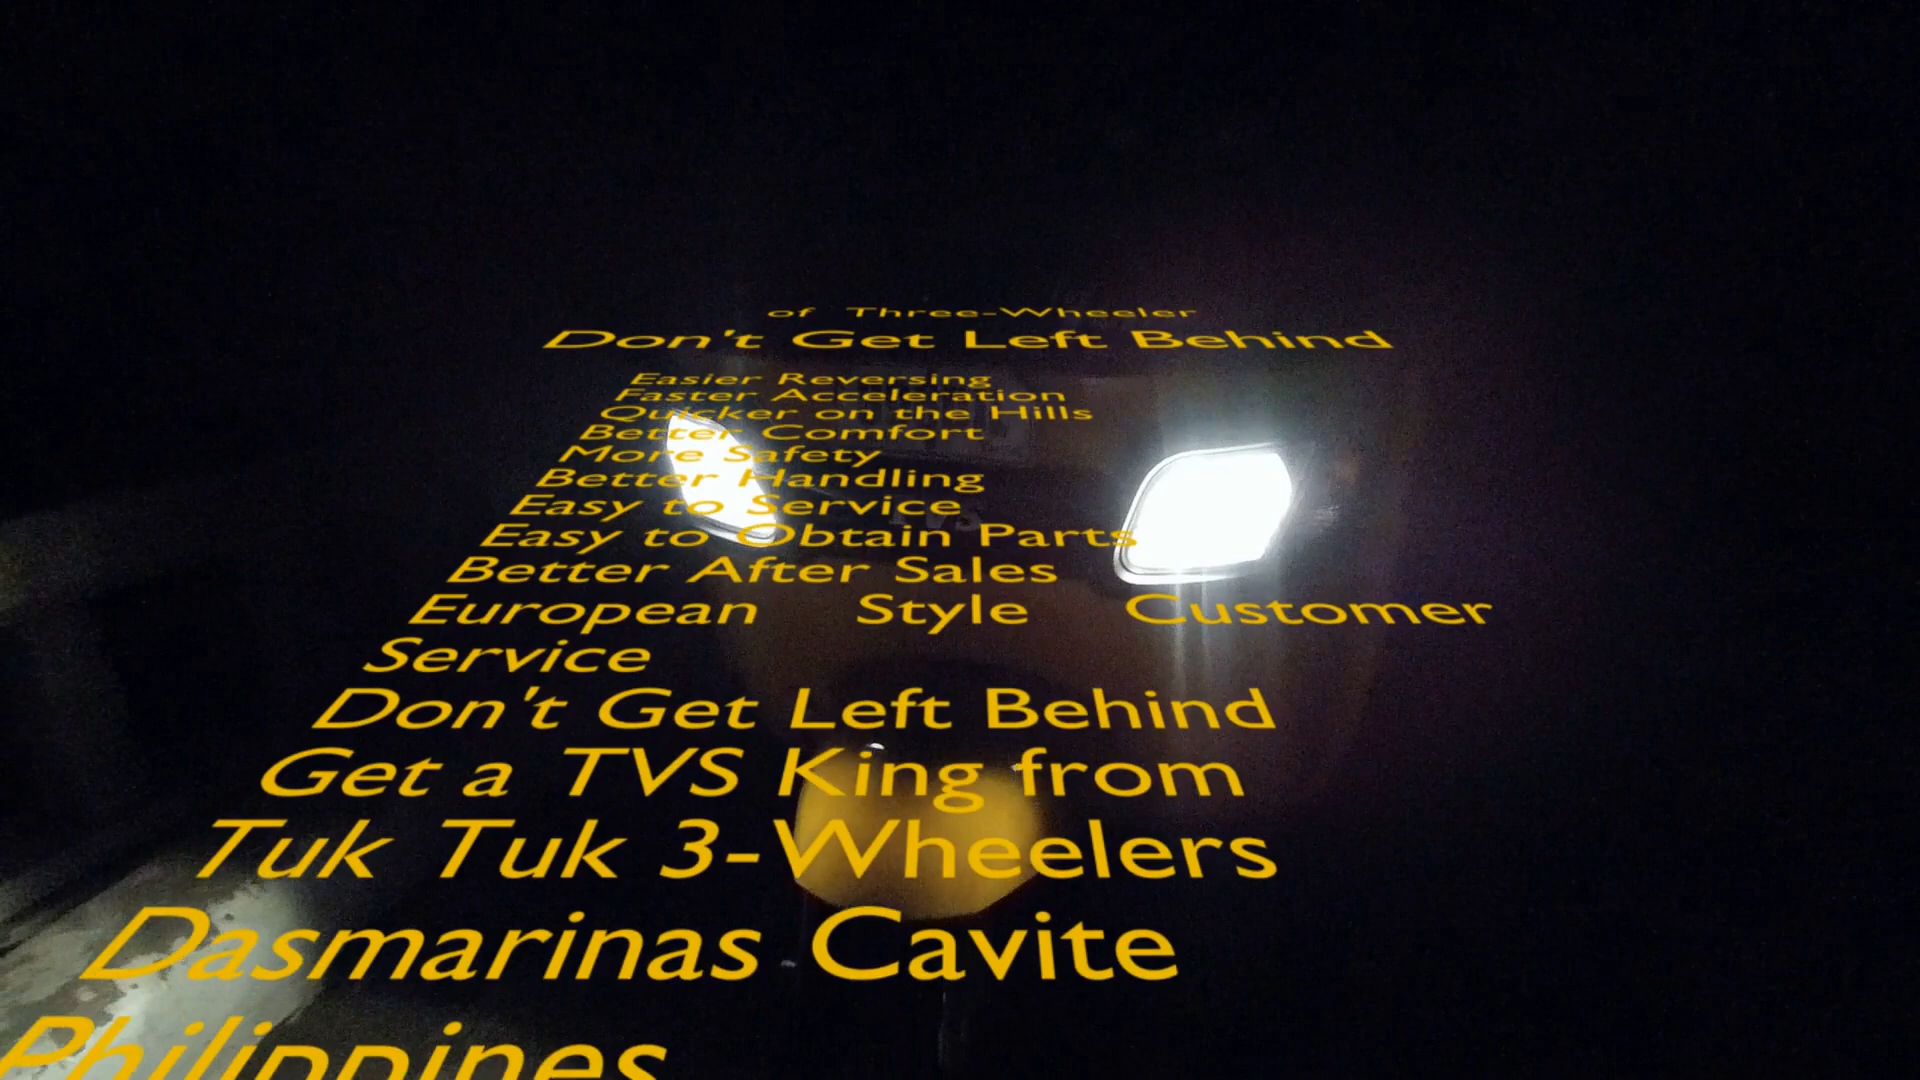 of Three-Wheeler
Don't Get Left Behind
Easier Reversing
Faster Acceleration
Quicker on the Hills
Better Comfort
More Safety
Better Handling
Easy to Service
Easy to Obtain Parts
Better After Sales
European Style Customer
Service
Don't Get Left Behind
Get a TVS King from
Tuk Tuk 3-Wheelers
Dasmarinas Cavite
Philippines
TVS